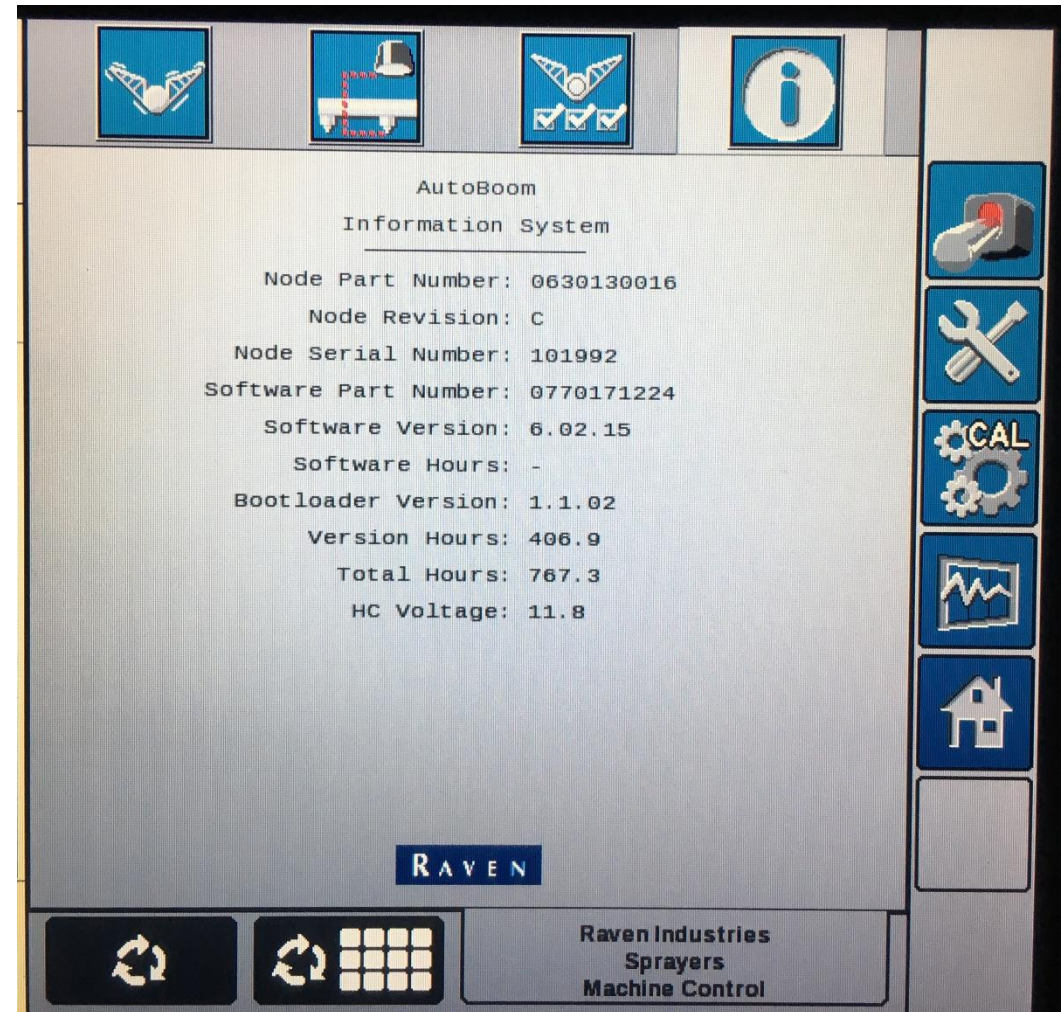 AutoBoom
Information System
Node Part Number: 0630130016
Node Revision: C
Node Serial Number: 101992
Software Part Number: 0770171224
Software Version: 6.02.15
Software Hours: -
Bootloader Version: 1.1.02
Version Hours: 406.9
Total Hours: 767.3
HC Voltage: 11.8
CAL
RAVEN
Raven Industries
Sprayers
Machine Control